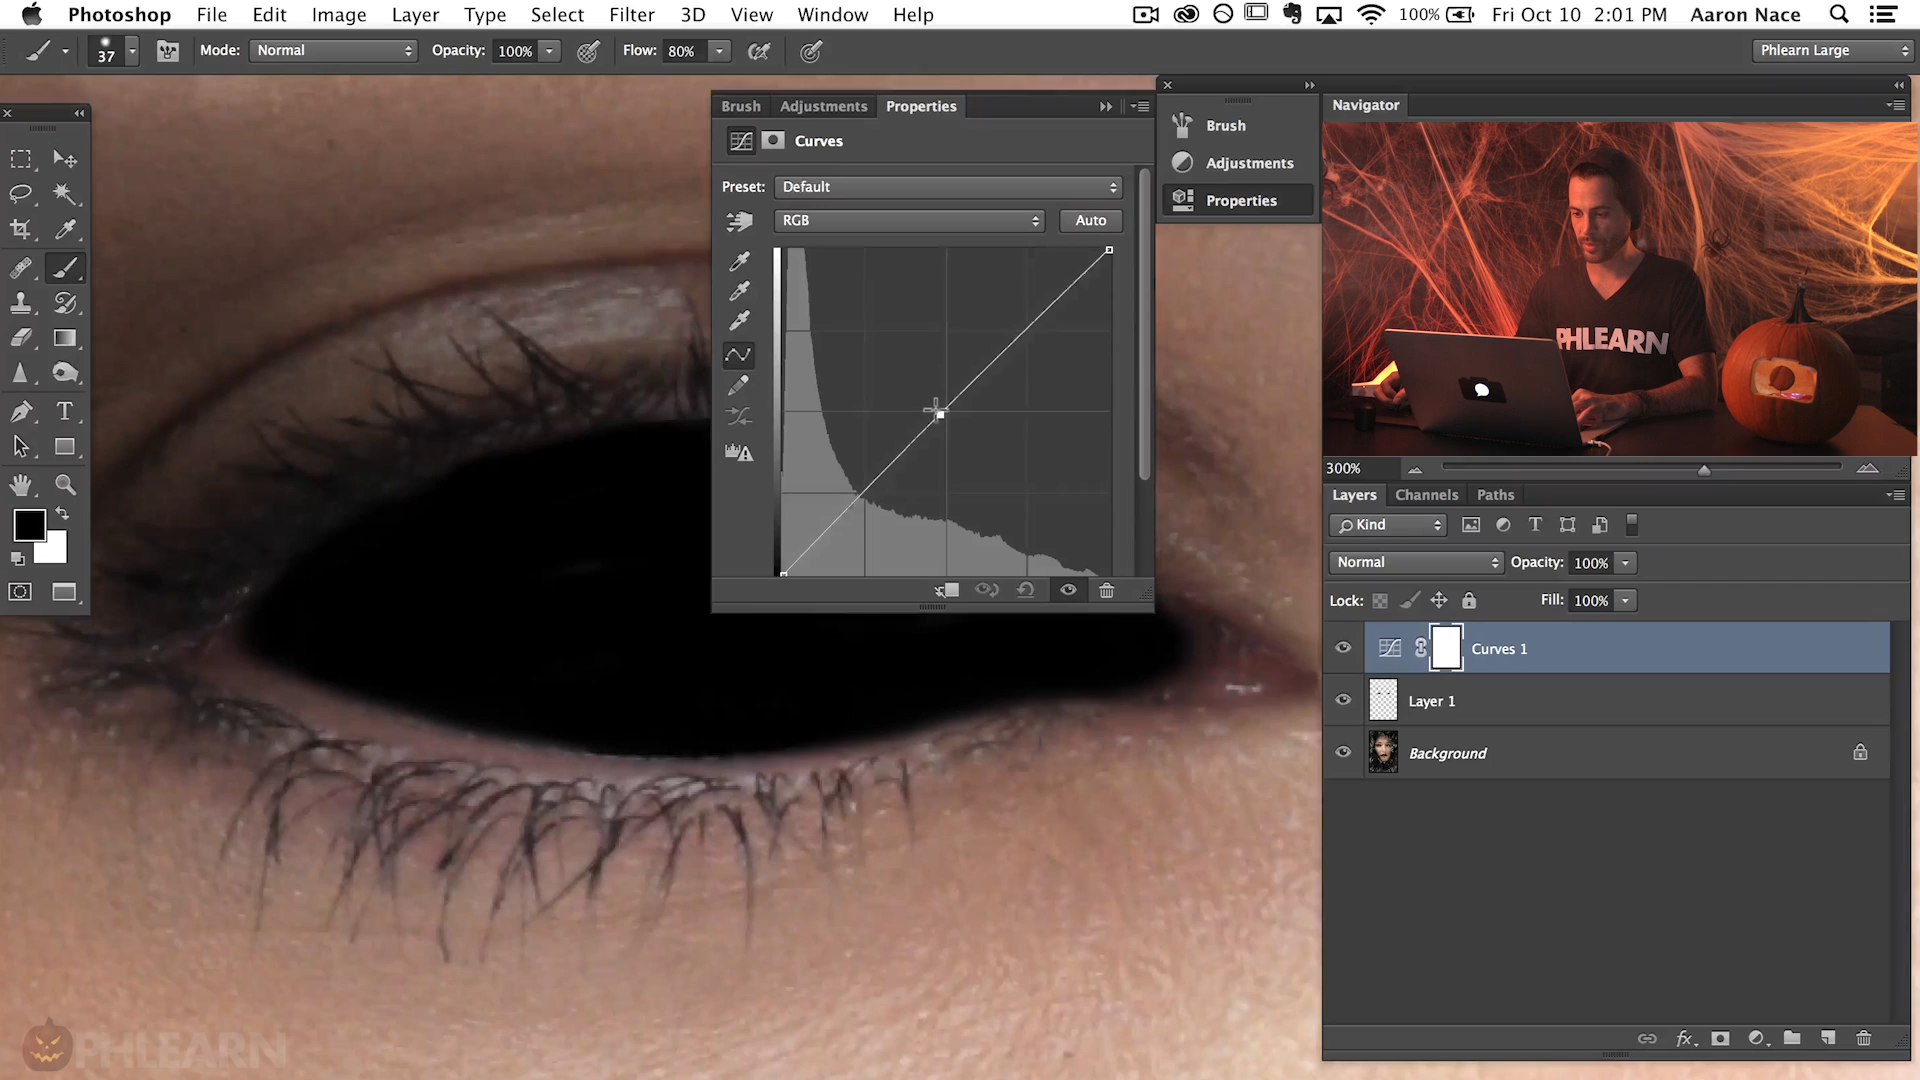 Photoshop File Edit Image Layer Type Select Filter 3D View Window Help 100% Fri Oct 10 2:01 PM Aaron Nace
37 Mode: Normal Opacity: 100% Flow: 80% Phlearn Large
Brush Adjustments Properties
Curves
Preset: Default
RGB Auto
Brush
Adjustments
Properties
Navigator
PHLEARN
300%
Layers Channels Paths
Kind
Normal Opacity: 100%
Lock: Fill: 100%
Curves 1
Layer 1
Background
PHLEARN